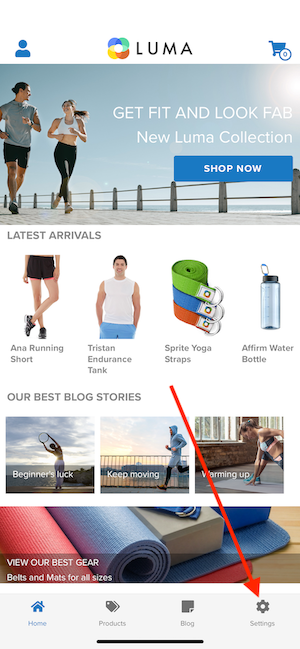 LUMA
0
GET FIT AND LOOK FAB
New Luma Collection
SHOP NOW
LATEST ARRIVALS
Ana Running
Short
Tristan
Endurance
Tank
Sprite Yoga
Straps
Affirm Water
Bottle
OUR BEST BLOG STORIES
Beginner's luck
Keep moving
Warming up
VIEW OUR BEST GEAR
Belts and Mats for all sizes
Home
Products
Blog
Settings